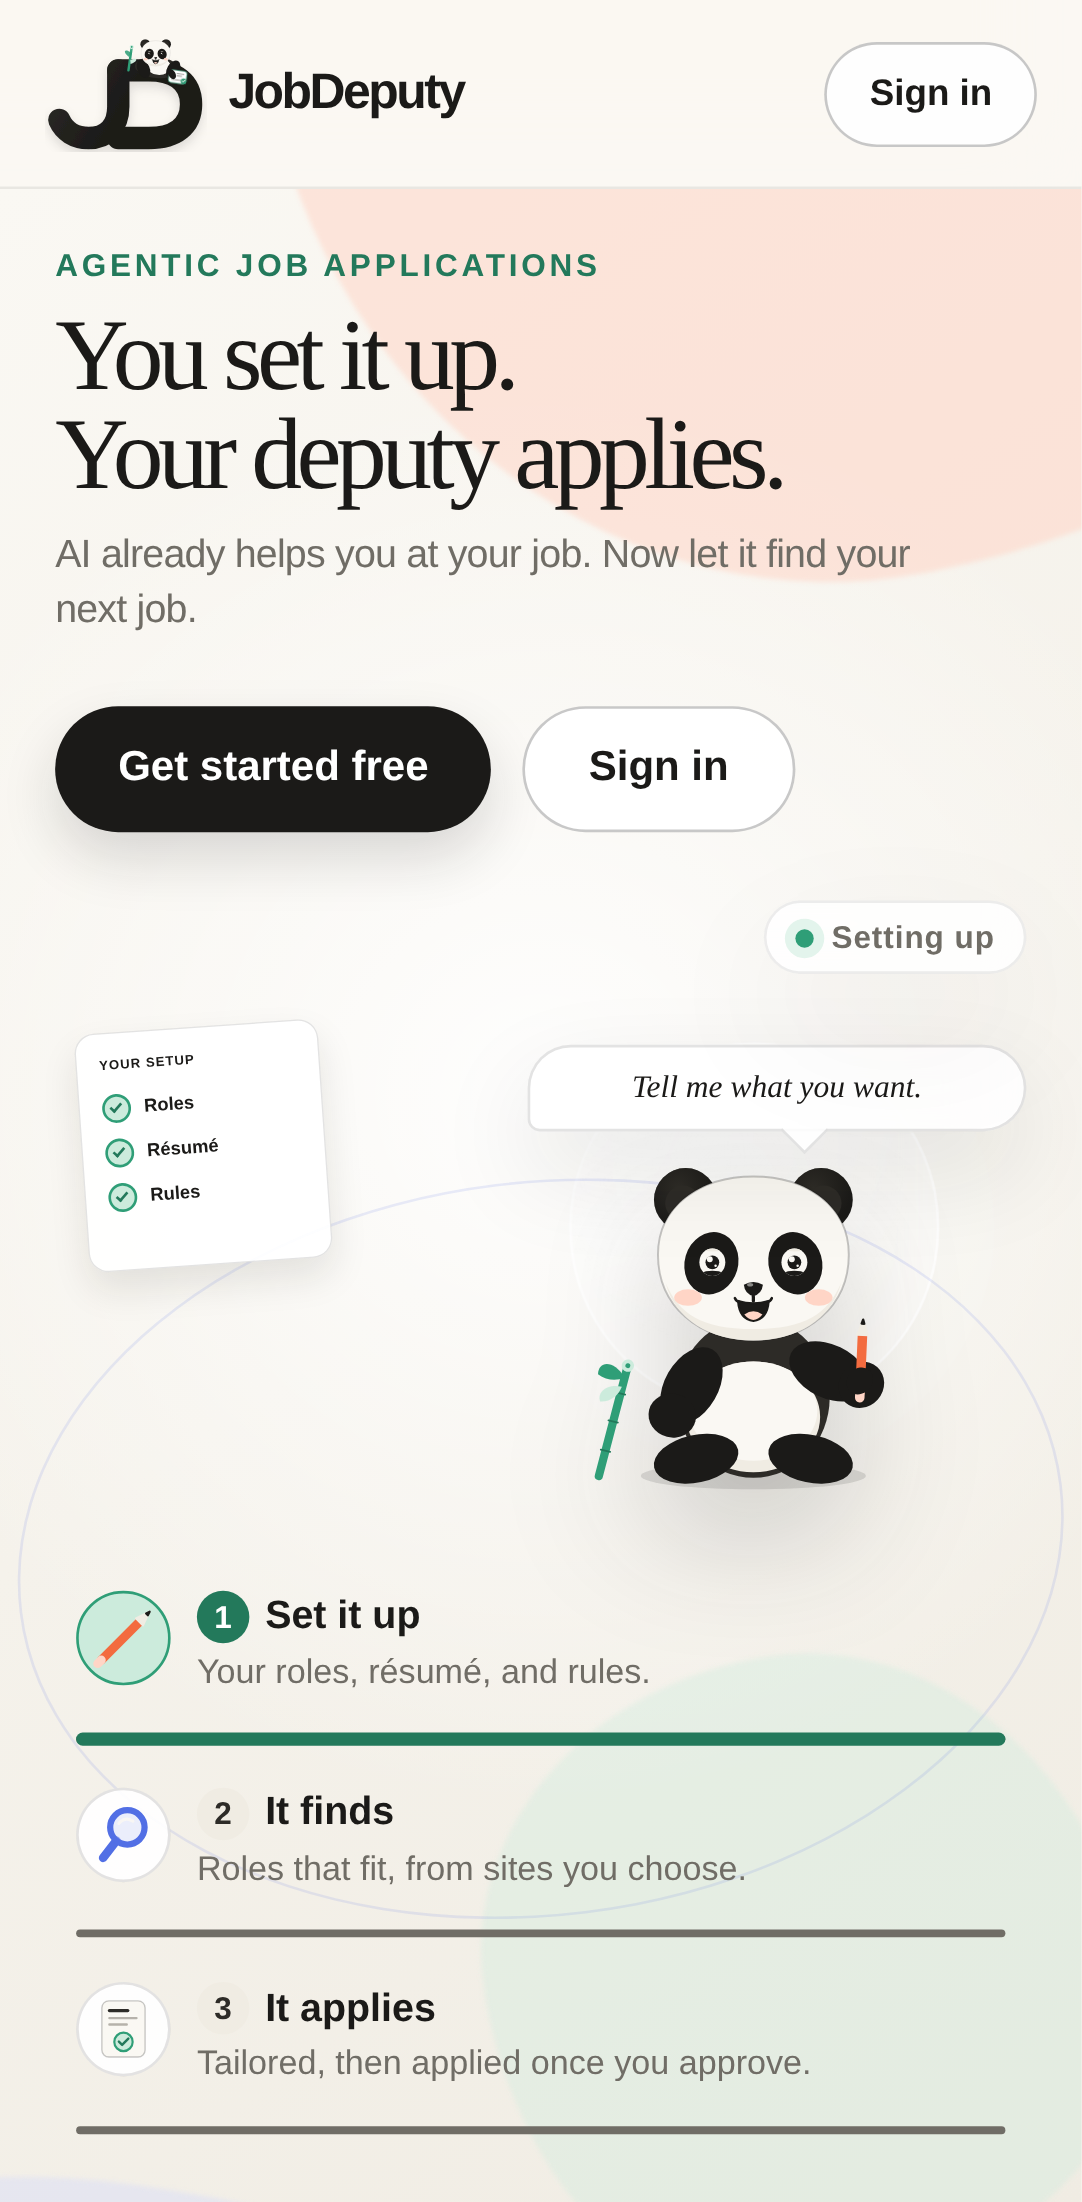 JobDeputy
Sign in
AGENTIC JOB APPLICATIONS
You set it up.
Your deputy applies.
AI already helps you at your job. Now let it find your
next job.
Get started free
Sign in
Setting up
YOUR SETUP
Roles
Résumé
Rules
Tell me what you want.
1 Set it up
Your roles, résumé, and rules.
2 It finds
Roles that fit, from sites you choose.
3 It applies
Tailored, then applied once you approve.